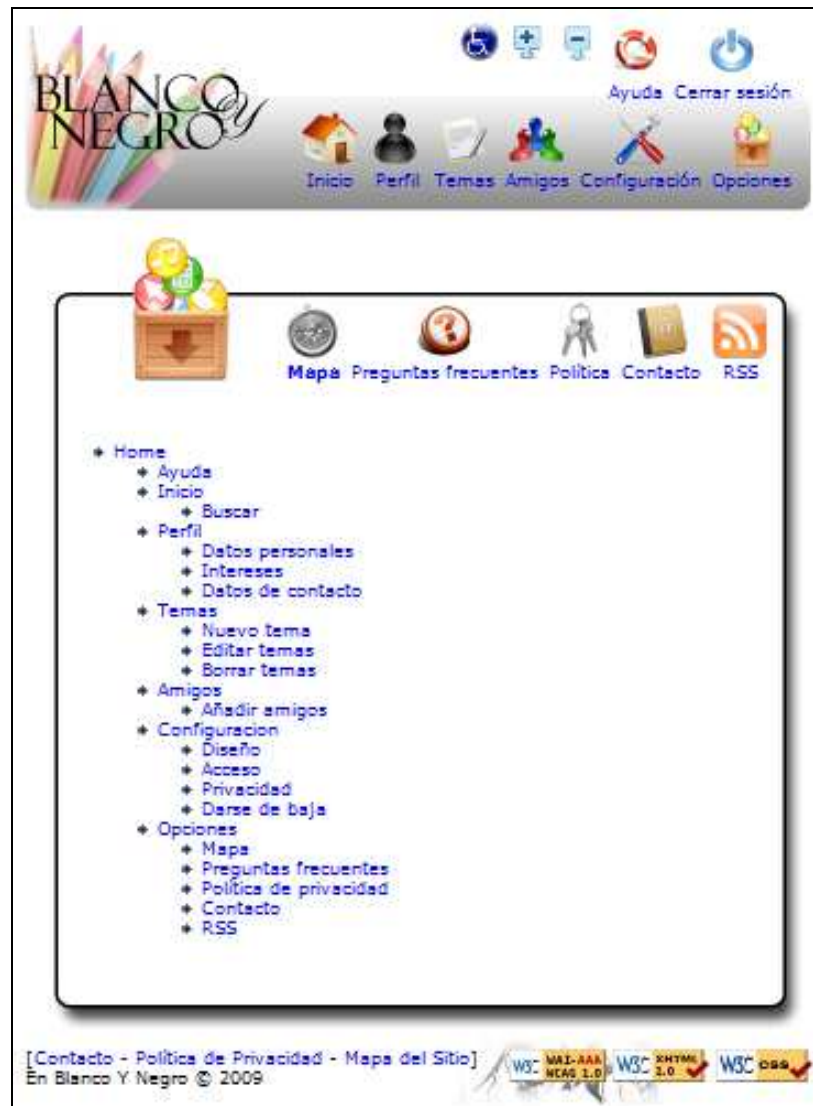 BLANCO Y
NEGRO
Ayuda Cerrar sesión
Inicio Perfil Temas Amigos Configuración Opciones
Mapa Preguntas frecuentes Política Contacto RSS
Home
Ayuda
Inicio
Buscar
Perfil
Datos personales
Intereses
Datos de contacto
Temas
Nuevo tema
Editar temas
Borrar temas
Amigos
Añadir amigos
Configuracion
Diseño
Acceso
Privacidad
Darse de baja
Opciones
Mapa
Preguntas frecuentes
Política de privacidad
Contacto
RSS
[Contacto - Política de Privacidad - Mapa del Sitio]
En Blanco Y Negro © 2009
W3C WAI-AAA WCAG 1.0
W3C XHTML 1.0
W3C CSS